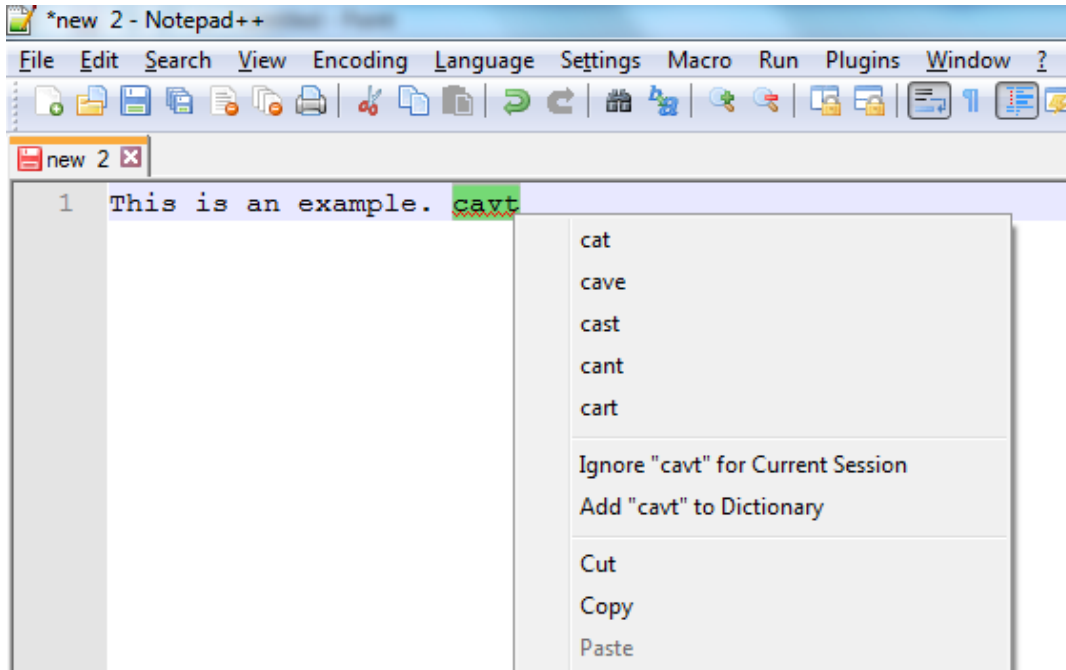 *new 2 - Notepad++
File Edit Search View Encoding Language Settings Macro Run Plugins Window ?
new 2
1 This is an example. cavt
cat
cave
cast
cant
cart
Ignore "cavt" for Current Session
Add "cavt" to Dictionary
Cut
Copy
Paste